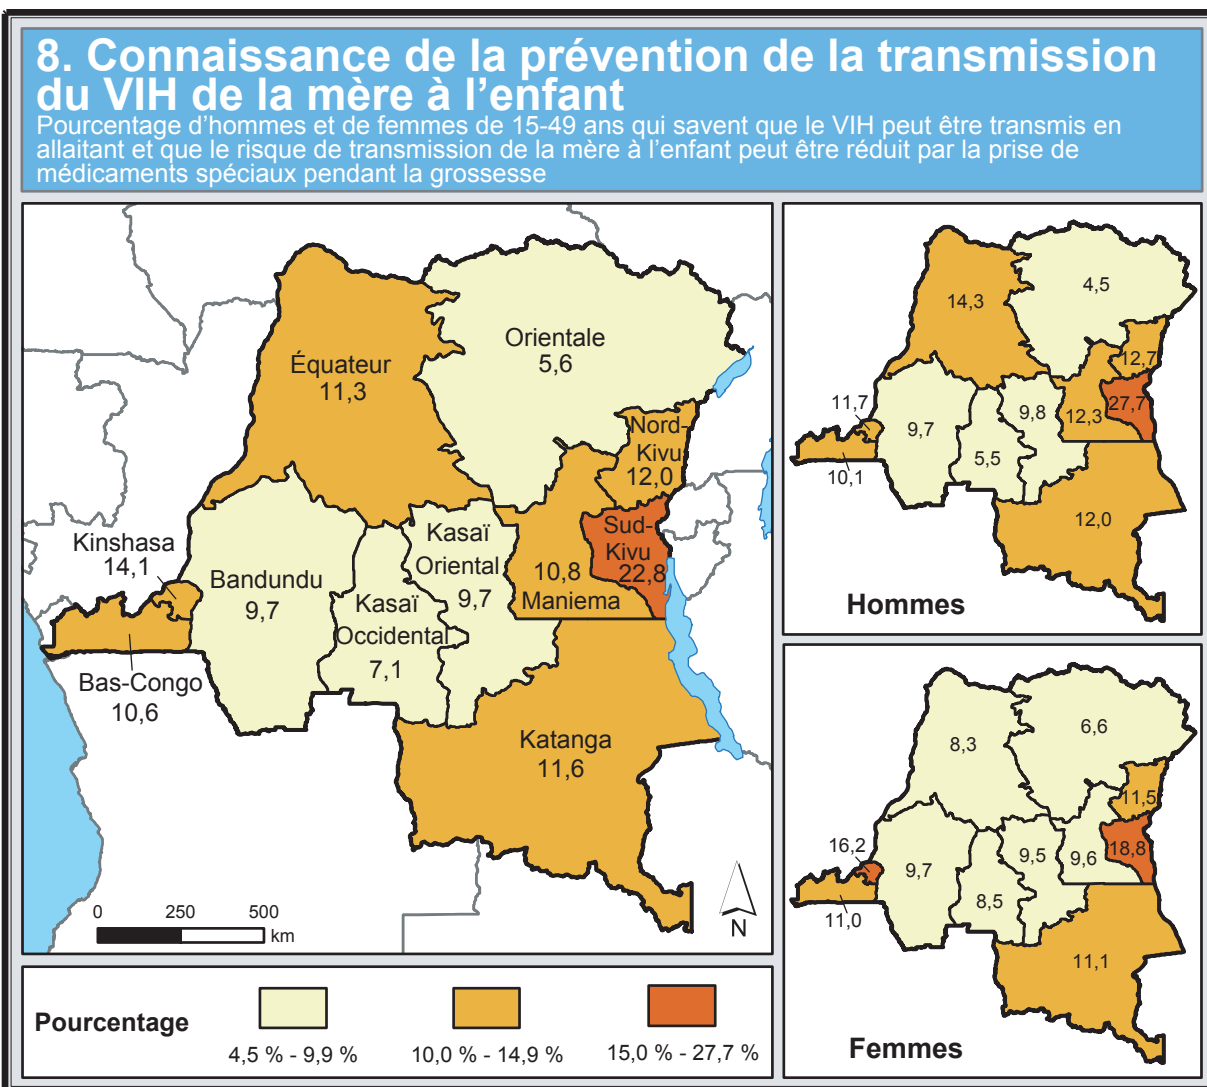 8. Connaissance de la prévention de la transmission
du VIH de la mère à l’enfant
Pourcentage d’hommes et de femmes de 15-49 ans qui savent que le VIH peut être transmis en
allaitant et que le risque de transmission de la mère à l’enfant peut être réduit par la prise de
médicaments spéciaux pendant la grossesse
Orientale
5,6
Équateur
11,3
Nord-
Kivu
12,0
Sud-
Kivu
22,8
Kinshasa
14,1
Bandundu
9,7
Kasaï
Oriental
9,7
Kasaï
Occidental
7,1
10,8
Maniema
Bas-Congo
10,6
Katanga
11,6
0 250 500
km
N
14,3
4,5
12,7
27,7
12,3
9,8
11,7
9,7
5,5
10,1
12,0
Hommes
8,3
6,6
11,5
18,8
9,6
9,5
16,2
9,7
8,5
11,0
11,1
Femmes
Pourcentage
4,5 % - 9,9 %
10,0 % - 14,9 %
15,0 % - 27,7 %